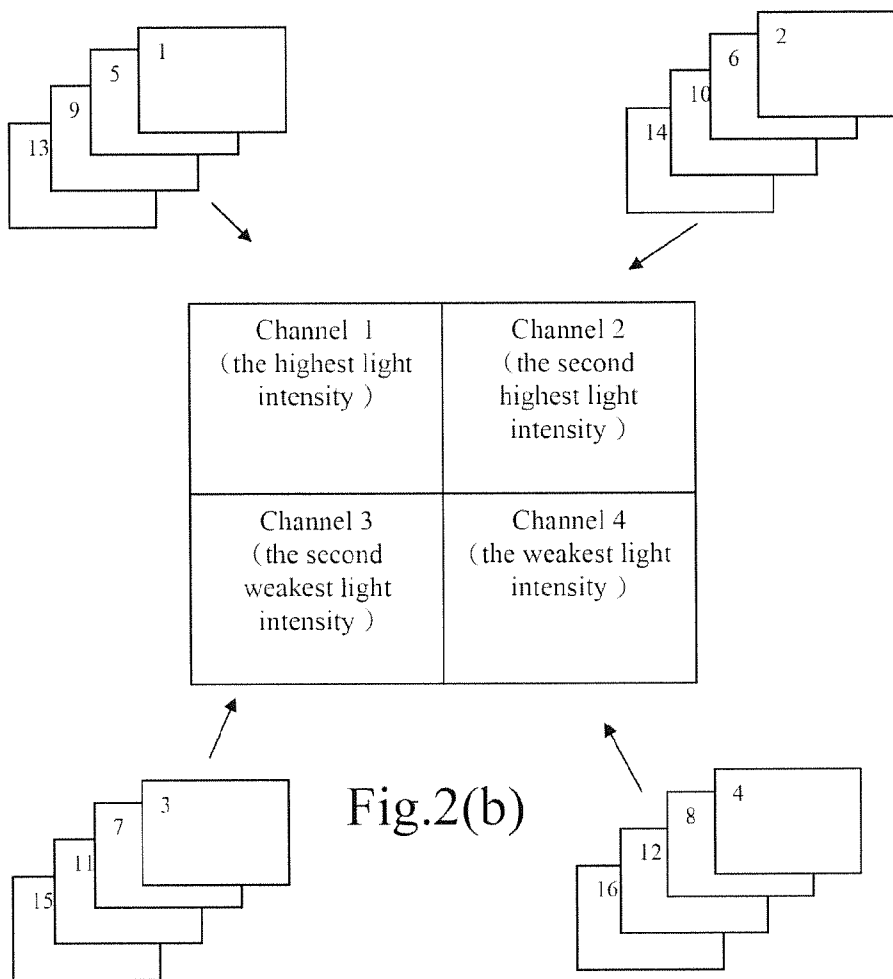 1
5
9
13
2
6
10
14
Channel 1
（the highest light
intensity ）
Channel 2
（the second
highest light
intensity ）
Channel 3
（the second
weakest light
intensity ）
Channel 4
（the weakest light
intensity ）
3
7
11
15
Fig.2(b)
4
8
12
16